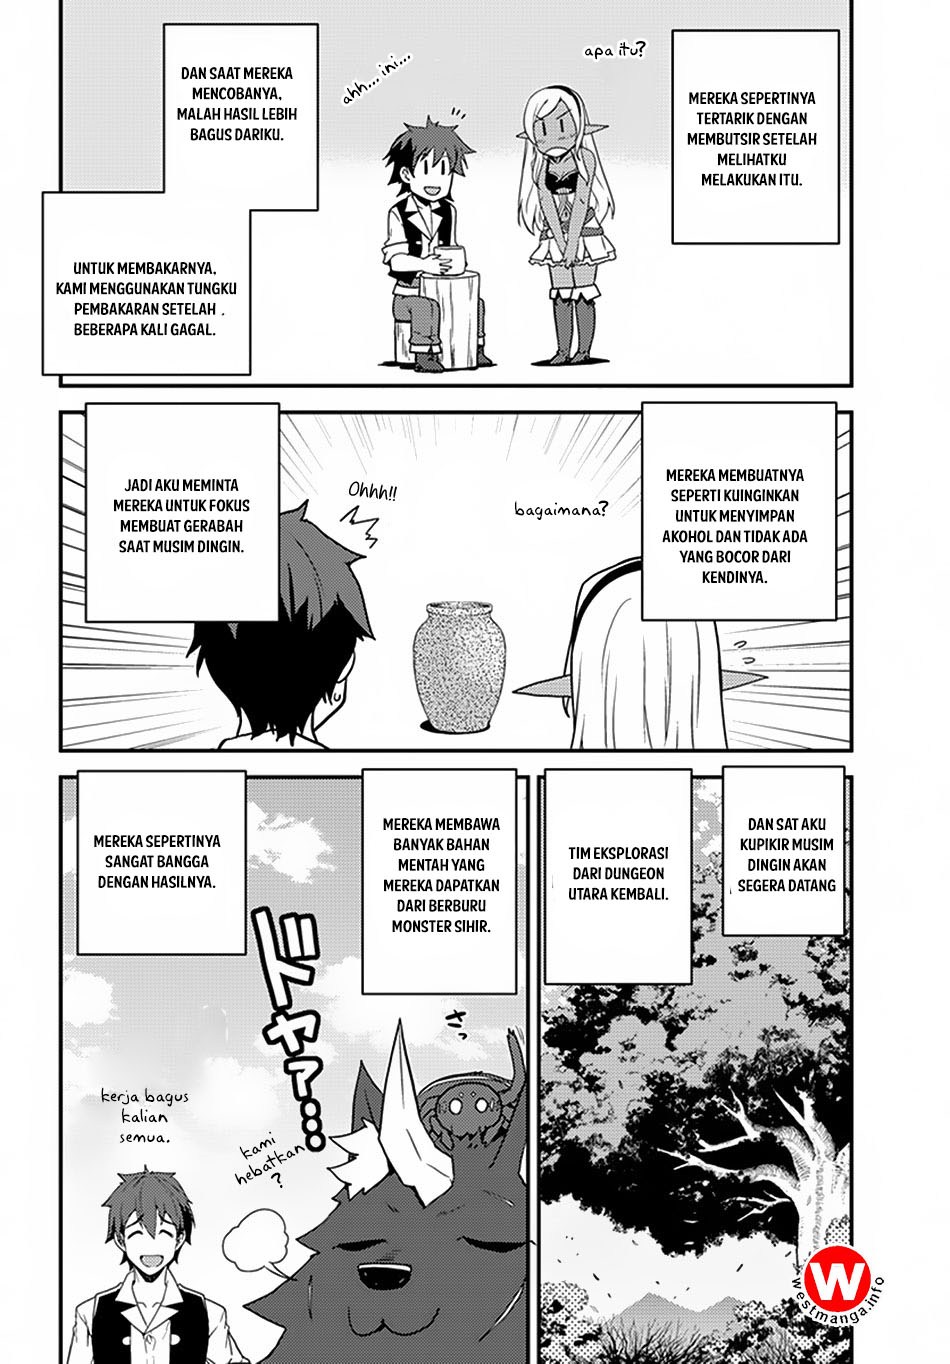 MEREKA SEPERTINYA
TERTARIK DENGAN
MEMBUTSIR SETELAH
MELIHATKU
MELAKUKAN ITU.
apa itu?
ahh... ini...
DAN SAAT MEREKA
MENCOBANYA,
MALAH HASIL LEBIH
BAGUS DARIKU.
UNTUK MEMBAKARNYA,
KAMI MENGGUNAKAN TUNGKU
PEMBAKARAN SETELAH .
BEBERAPA KALI GAGAL.
MEREKA MEMBUATNYA
SEPERTI KUINGINKAN
UNTUK MENYIMPAN
AKOHOL DAN TIDAK ADA
YANG BOCOR DARI
KENDINYA.
bagaimana?
Ohhh!!
JADI AKU MEMINTA
MEREKA UNTUK FOKUS
MEMBUAT GERABAH
SAAT MUSIM DINGIN.
DAN SAT AKU
KUPIKIR MUSIM
DINGIN AKAN
SEGERA DATANG
TIM EKSPLORASI
DARI DUNGEON
UTARA KEMBALI.
MEREKA MEMBAWA
BANYAK BAHAN
MENTAH YANG
MEREKA DAPATKAN
DARI BERBURU
MONSTER SIHIR.
MEREKA SEPERTINYA
SANGAT BANGGA
DENGAN HASILNYA.
ドヤァ…
さっ
kami
hebatkan
?
kerja bagus
kalian
semua.
W
westmanga.info